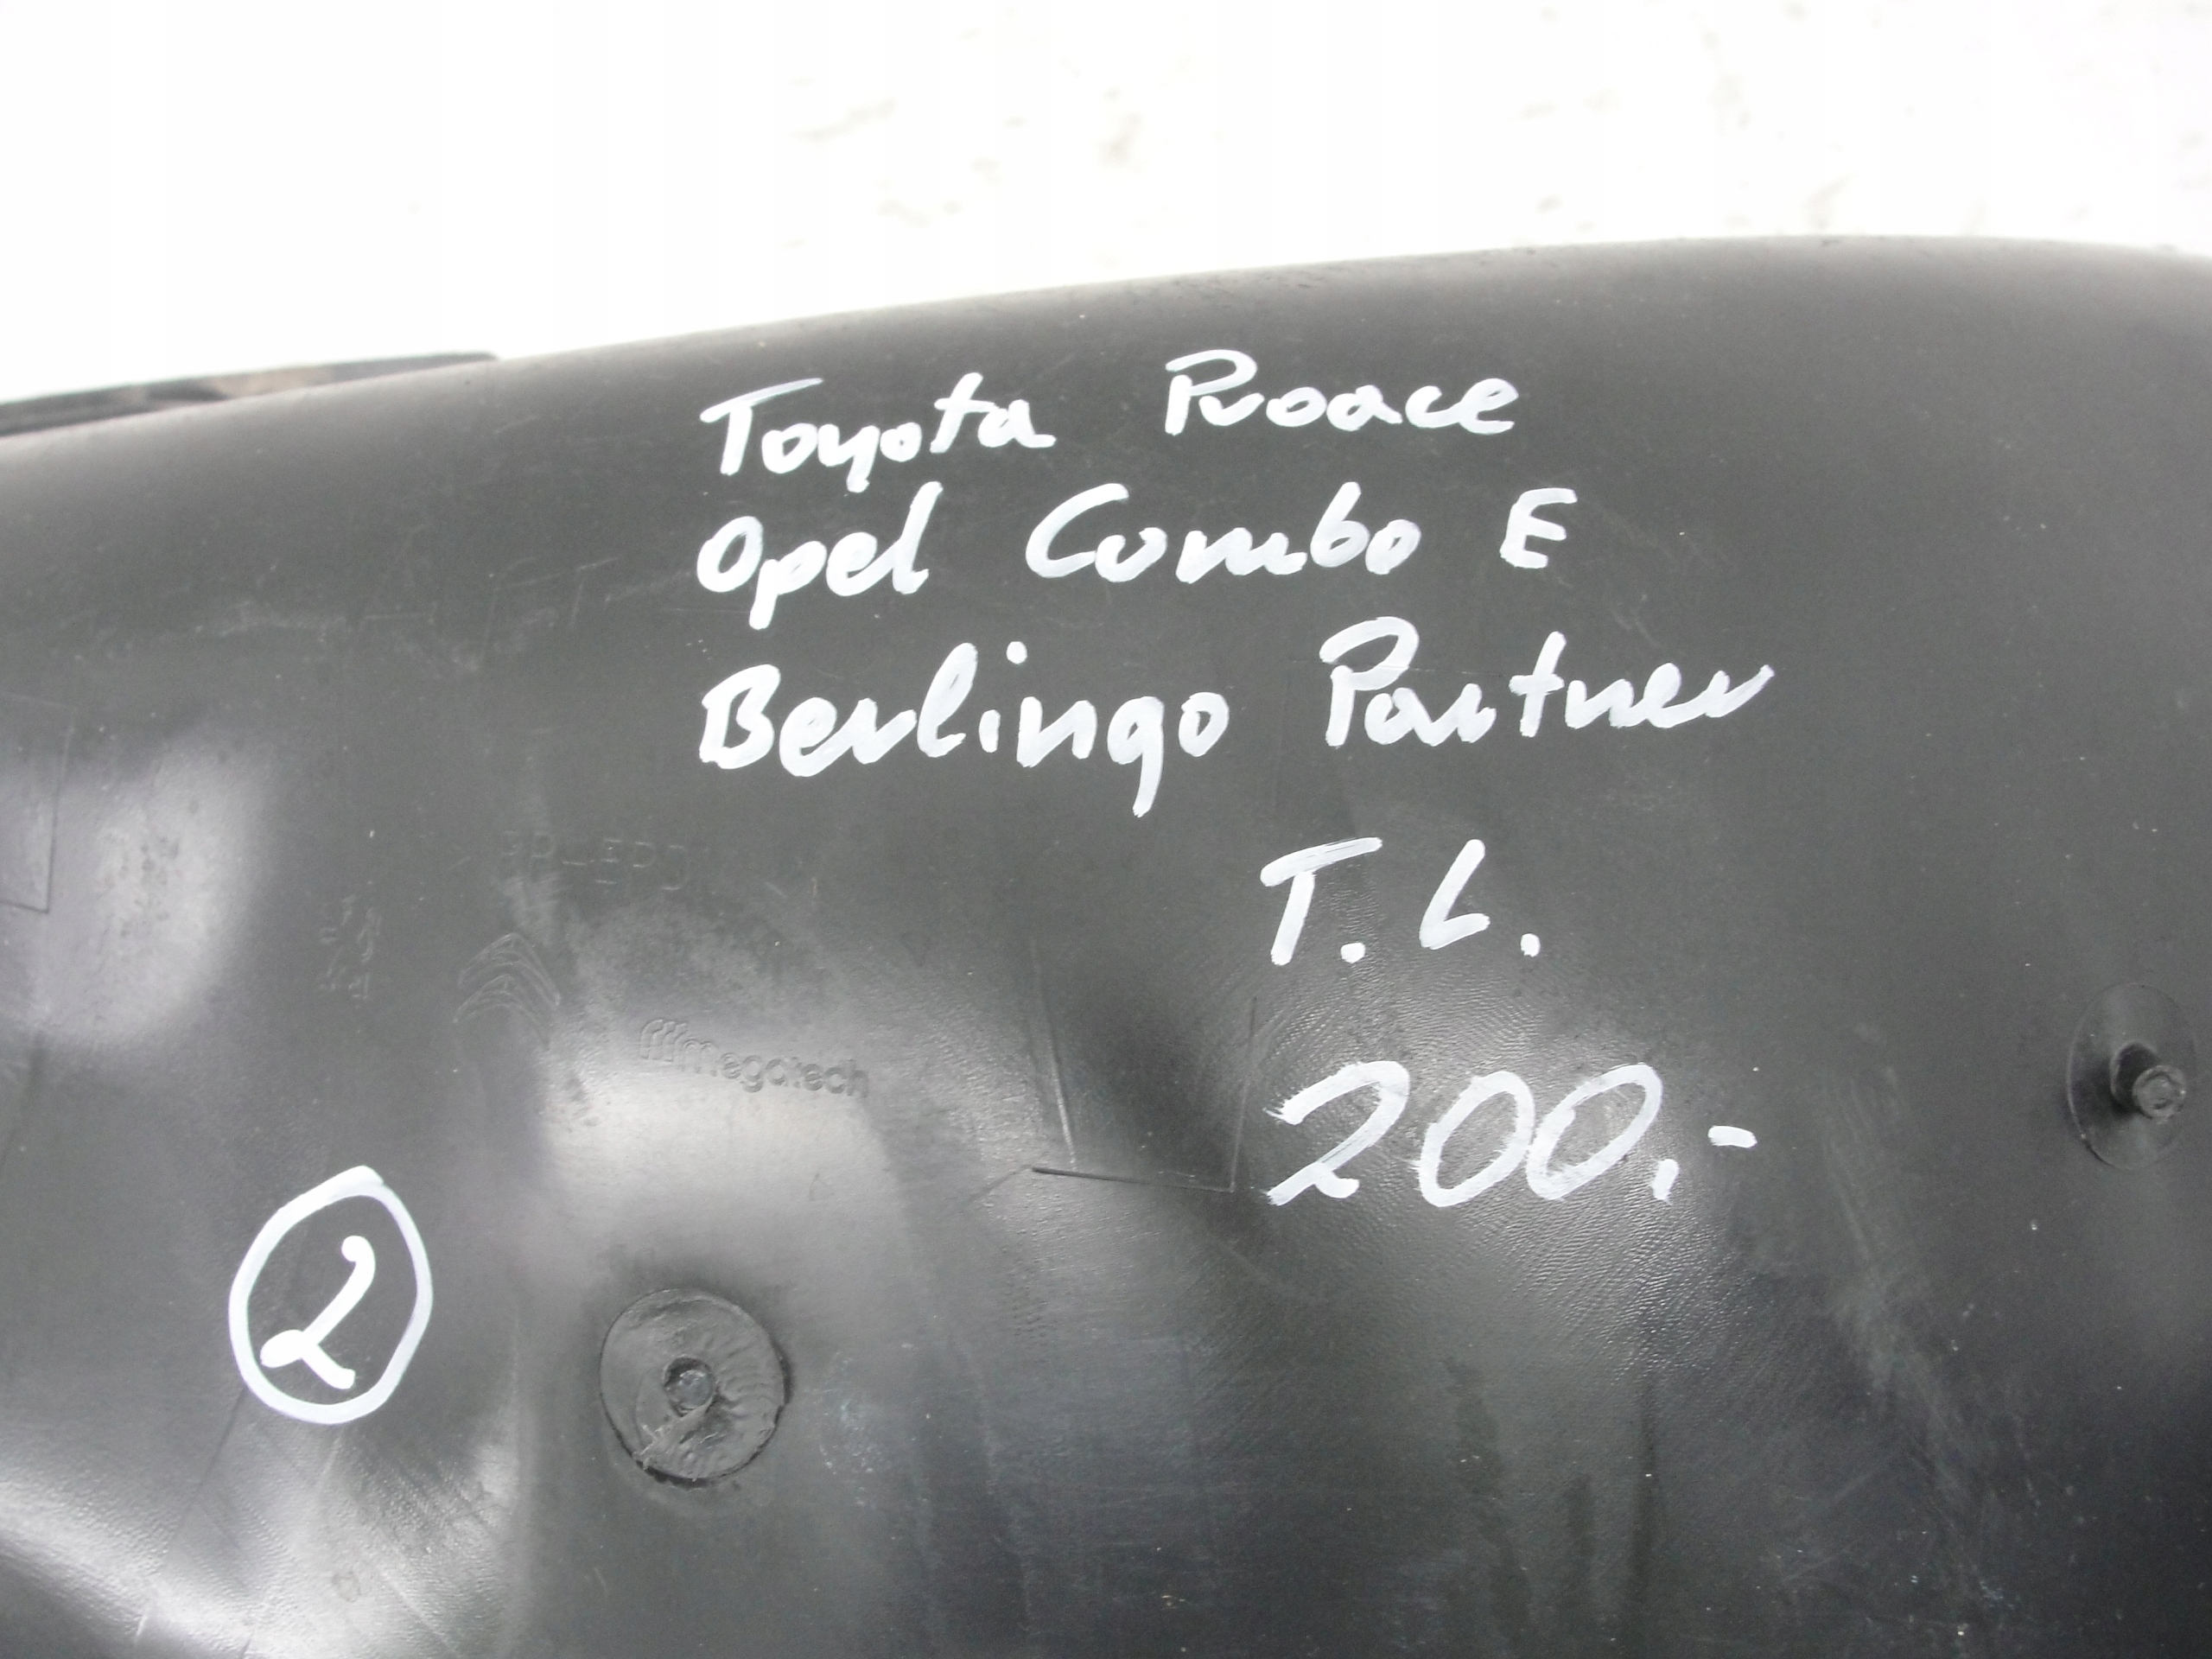 Toyota Proace
Opel Combo E
Berlingo Partner
T. L.
megatech
200,-
2